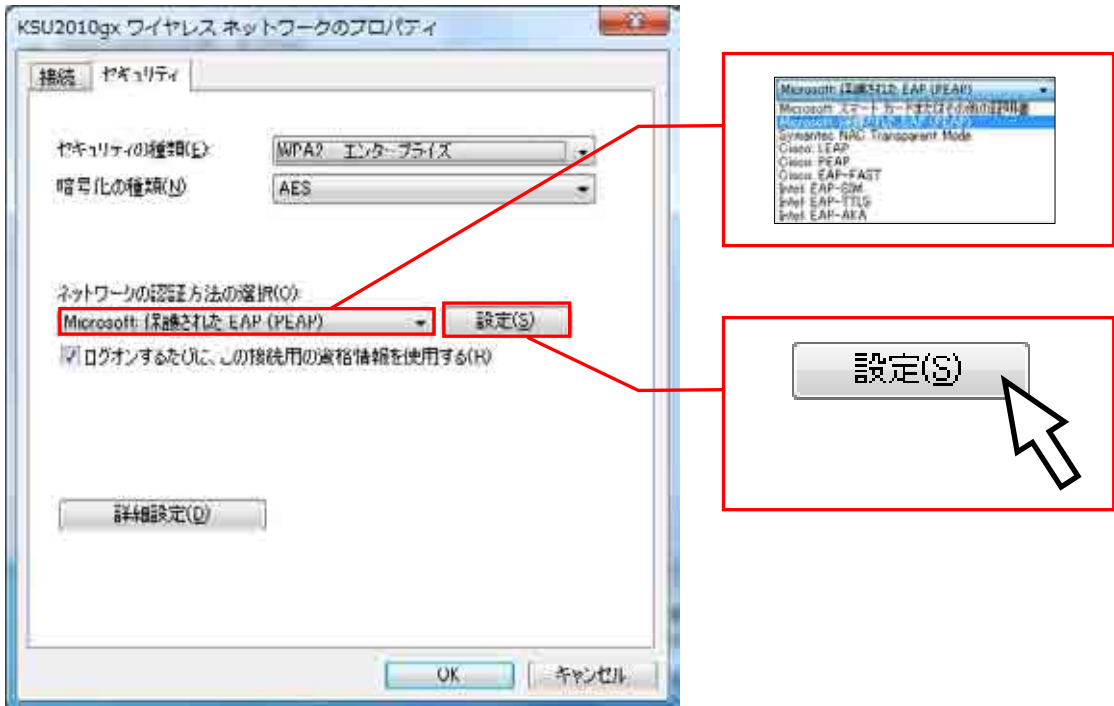 KSU2010gx ワイヤレス ネットワークのプロパティ
接続
セキュリティ
セキュリティの種類(E):
WPA2 エンタープライズ
暗号化の種類(N)
AES
ネットワークの認証方法の選択(O):
Microsoft: 保護された EAP (PEAP)
設定(S)
ログオンするたびに、この接続用の資格情報を使用する(R)
詳細設定(D)
OK
キャンセル
Microsoft: 保護された EAP (PEAP)
Microsoft: スマート カードまたはその他の証明書
Microsoft: 保護された EAP (PEAP)
Symantec NAC Transparent Mode
Cisco: LEAP
Cisco: PEAP
Cisco: EAP-FAST
Intel: EAP-SIM
Intel: EAP-TTLS
Intel: EAP-AKA
設定(S)